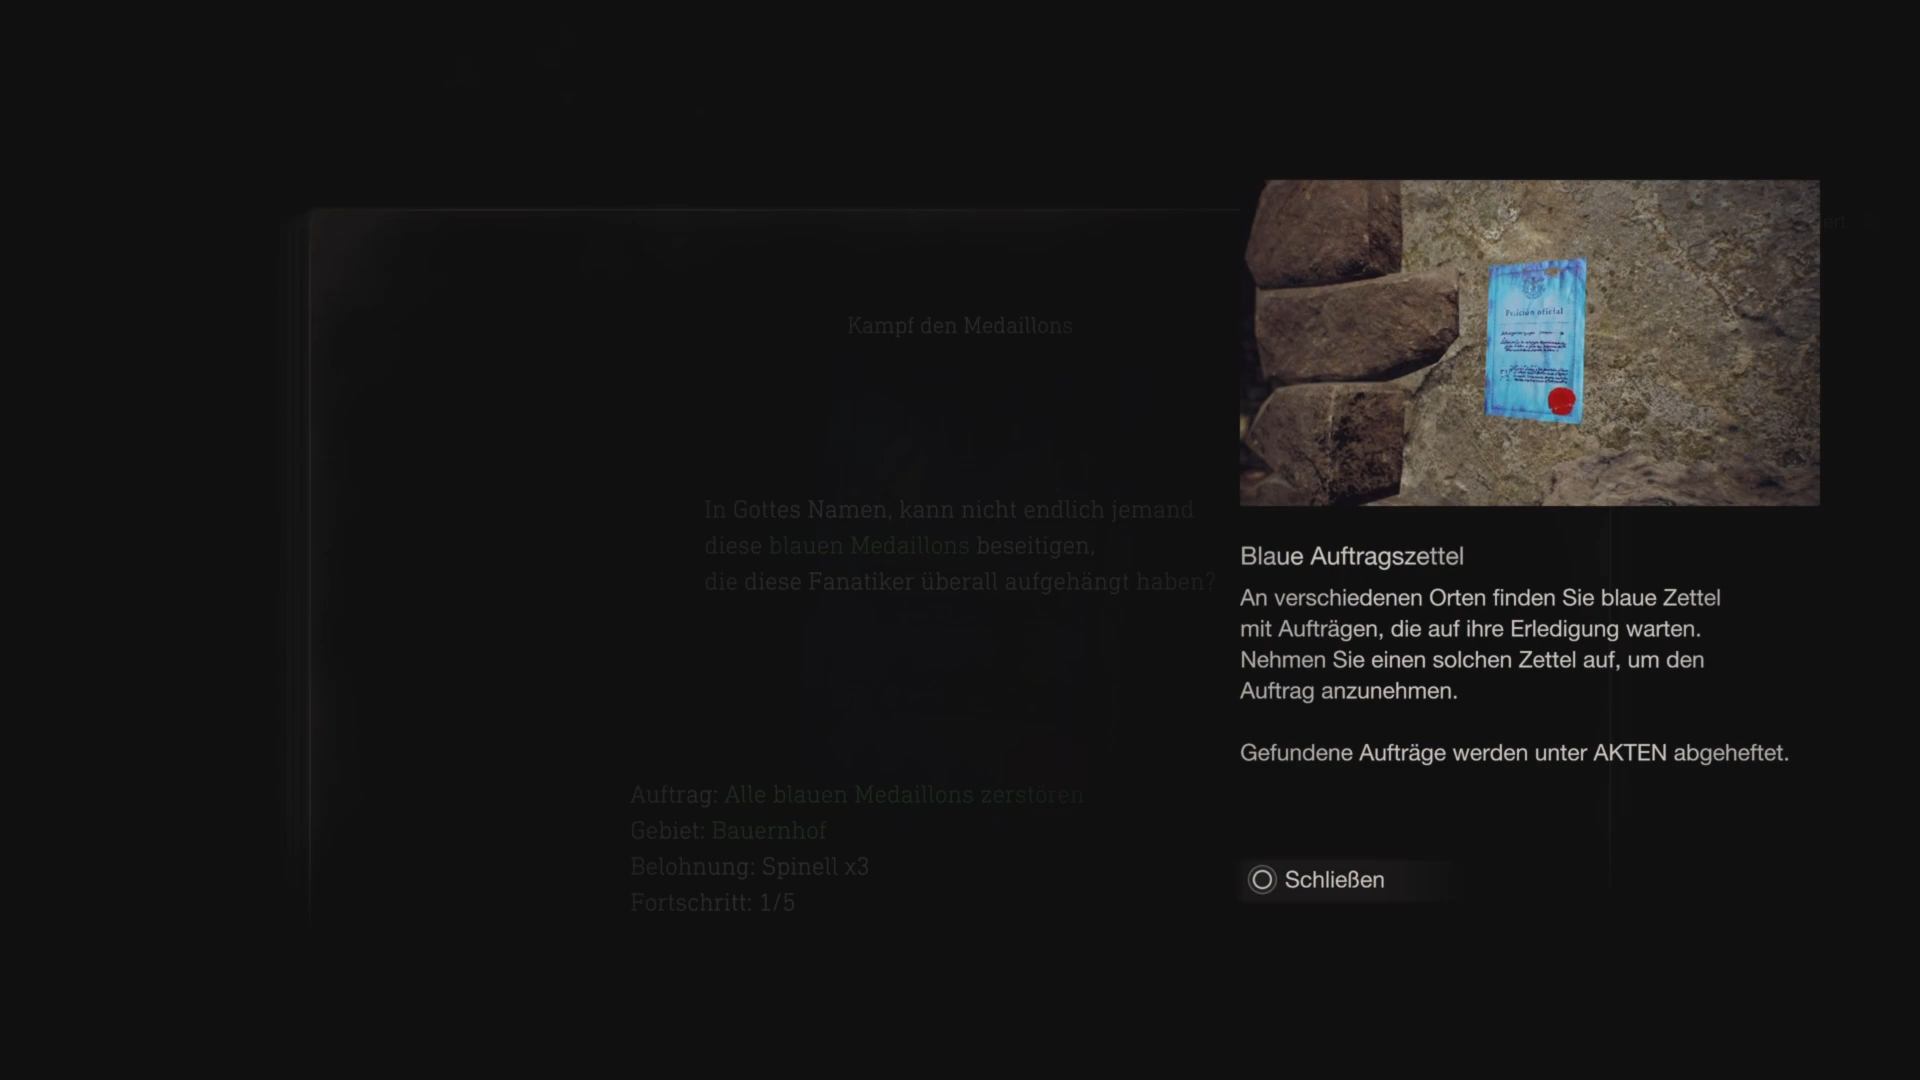 Kampf den Medaillons
In Gottes Namen, kann nicht endlich jemand
diese blauen Medaillons beseitigen,
die diese Fanatiker überall aufgehängt haben?
Auftrag: Alle blauen Medaillons zerstören
Gebiet: Bauernhof
Belohnung: Spinell x3
Fortschritt: 1/5
Petición oficial
Blaue Auftragszettel
An verschiedenen Orten finden Sie blaue Zettel
mit Aufträgen, die auf ihre Erledigung warten.
Nehmen Sie einen solchen Zettel auf, um den
Auftrag anzunehmen.
Gefundene Aufträge werden unter AKTEN abgeheftet.
Schließen